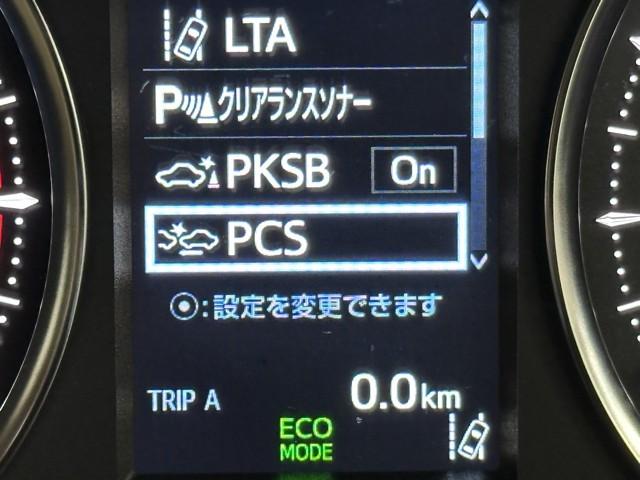 LTA
P クリアランスソナー
PKSB On
PCS
⦿:設定を変更できます
TRIP A 0.0km
ECO
MODE